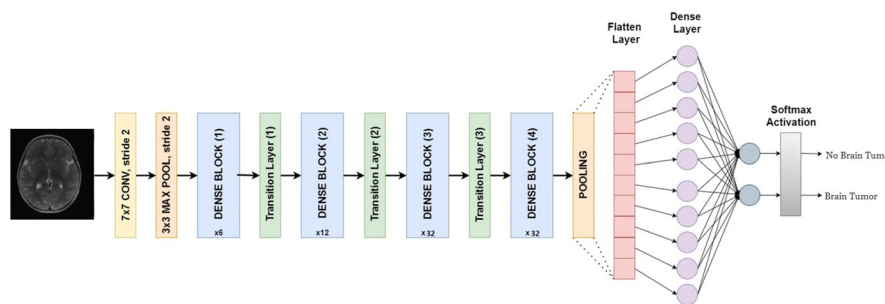 Flatten
Layer
Dense
Layer
Softmax
Activation
7x7 CONV, stride 2
3x3 MAX POOL, stride 2
DENSE BLOCK (1)
x6
Transition Layer (1)
DENSE BLOCK (2)
x12
Transition Layer (2)
DENSE BLOCK (3)
x32
Transition Layer (3)
DENSE BLOCK (4)
x32
POOLING
No Brain Tum
Brain Tumor